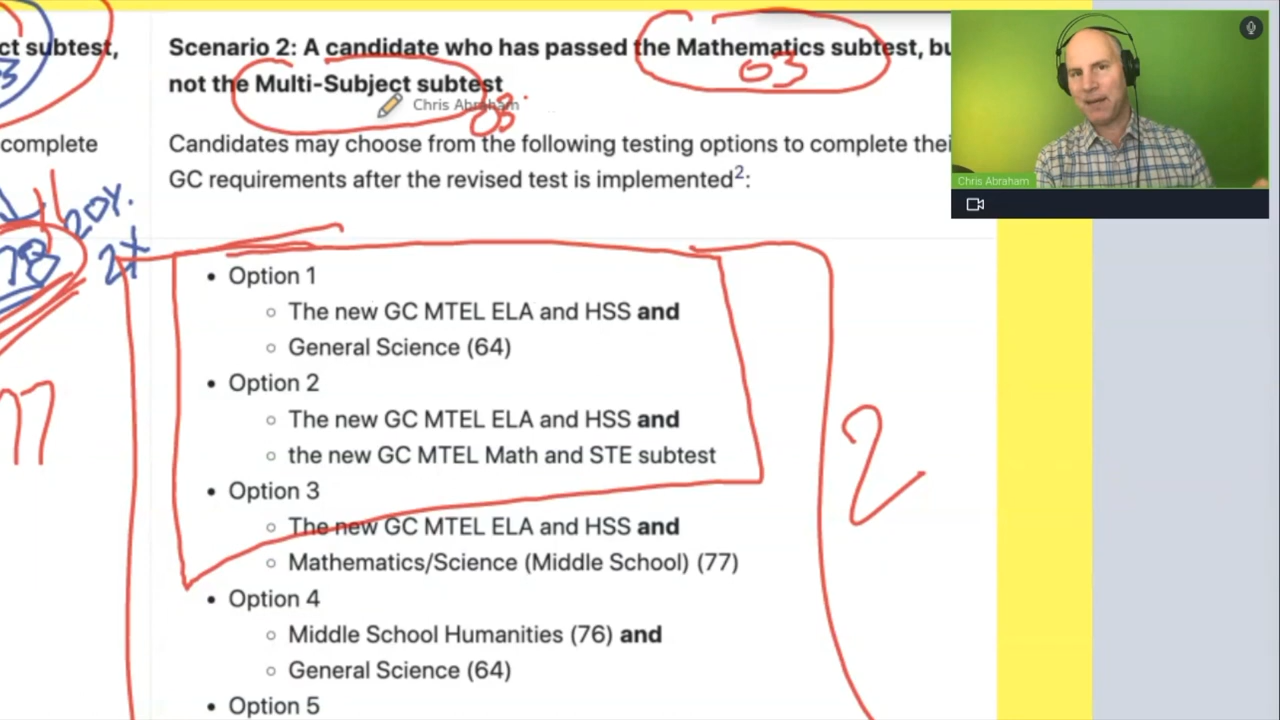 ct subtest,
complete
20%.
78
2x
77
Scenario 2: A candidate who has passed the Mathematics subtest, bu
03
not the Multi-Subject subtest
Chris Abraham
Candidates may choose from the following testing options to complete thei
GC requirements after the revised test is implemented2:
• Option 1
◦ The new GC MTEL ELA and HSS and
◦ General Science (64)
• Option 2
◦ The new GC MTEL ELA and HSS and
◦ the new GC MTEL Math and STE subtest
• Option 3
◦ The new GC MTEL ELA and HSS and
◦ Mathematics/Science (Middle School) (77)
• Option 4
◦ Middle School Humanities (76) and
◦ General Science (64)
• Option 5
2
Chris Abraham